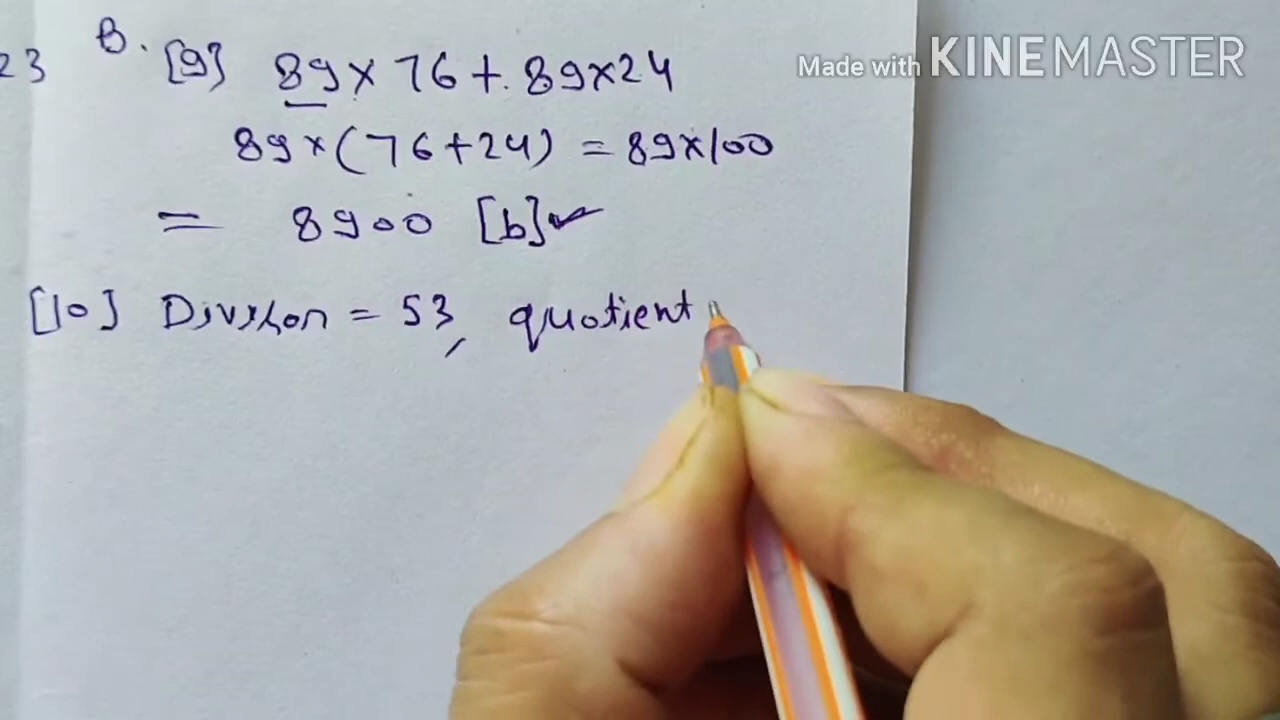 Made with KINEMASTER
23 B. [9] 89×76+89×24
89×(76+24) = 89×100
= 8900 [b]✓
[10] Divison = 53, quotient